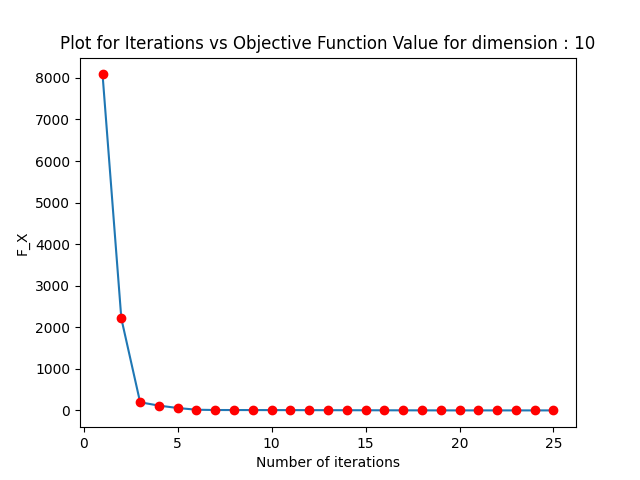 Plot for Iterations vs Objective Function Value for dimension : 10
8000
7000
6000
5000
4000
3000
2000
1000
0
F_X
0 5 10 15 20 25
Number of iterations